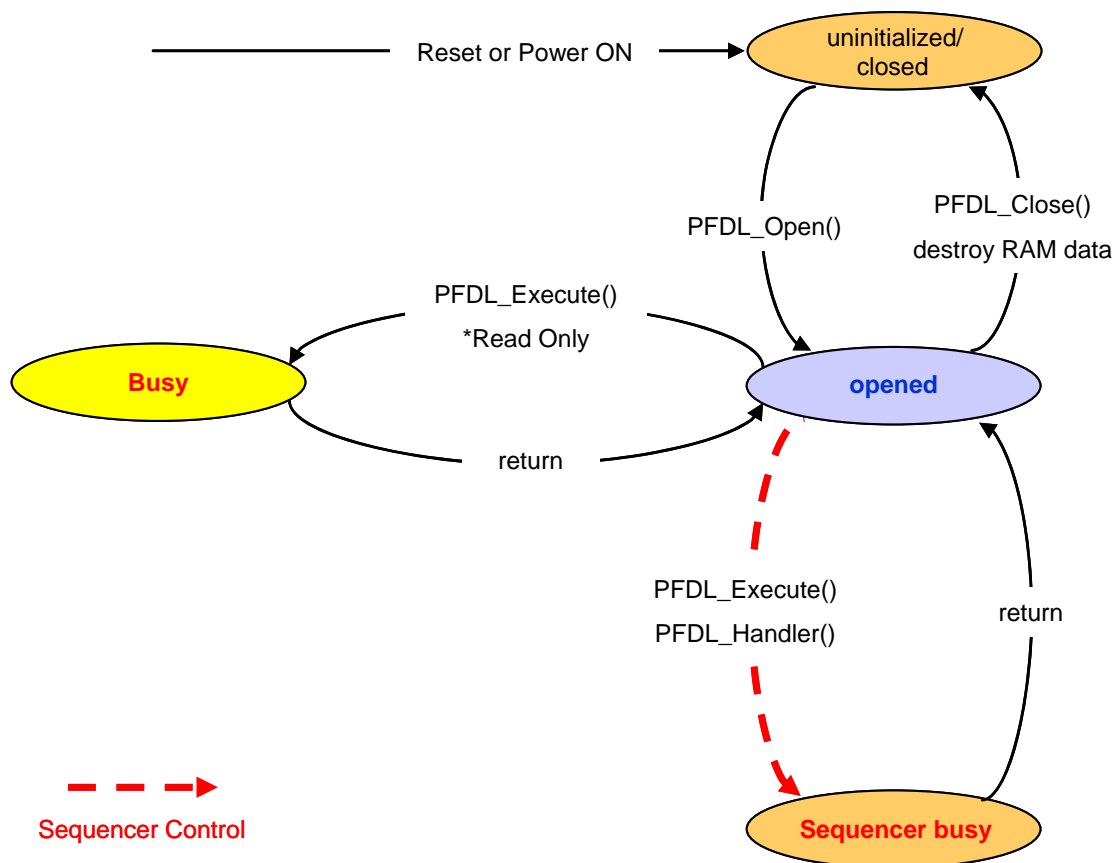 Reset or Power ON
uninitialized/
closed
PFDL_Open()
PFDL_Close()
destroy RAM data
PFDL_Execute()
*Read Only
Busy
opened
return
PFDL_Execute()
PFDL_Handler()
return
Sequencer Control
Sequencer busy